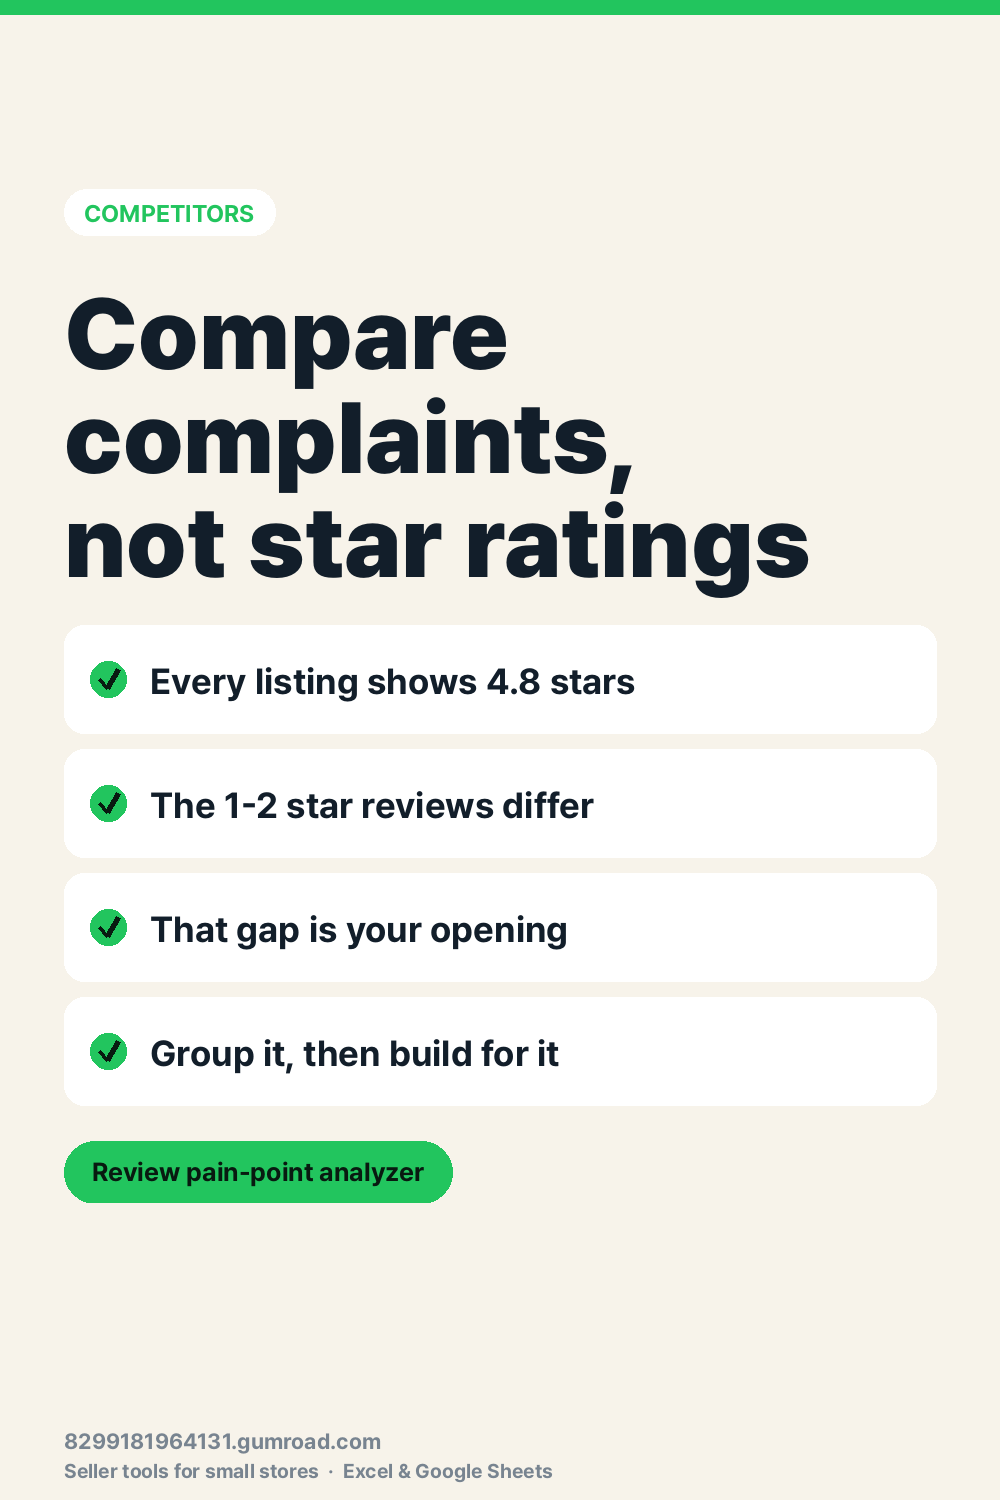 COMPETITORS
Compare
complaints,
not star ratings
Every listing shows 4.8 stars
The 1-2 star reviews differ
That gap is your opening
Group it, then build for it
Review pain-point analyzer
8299181964131.gumroad.com
Seller tools for small stores · Excel & Google Sheets